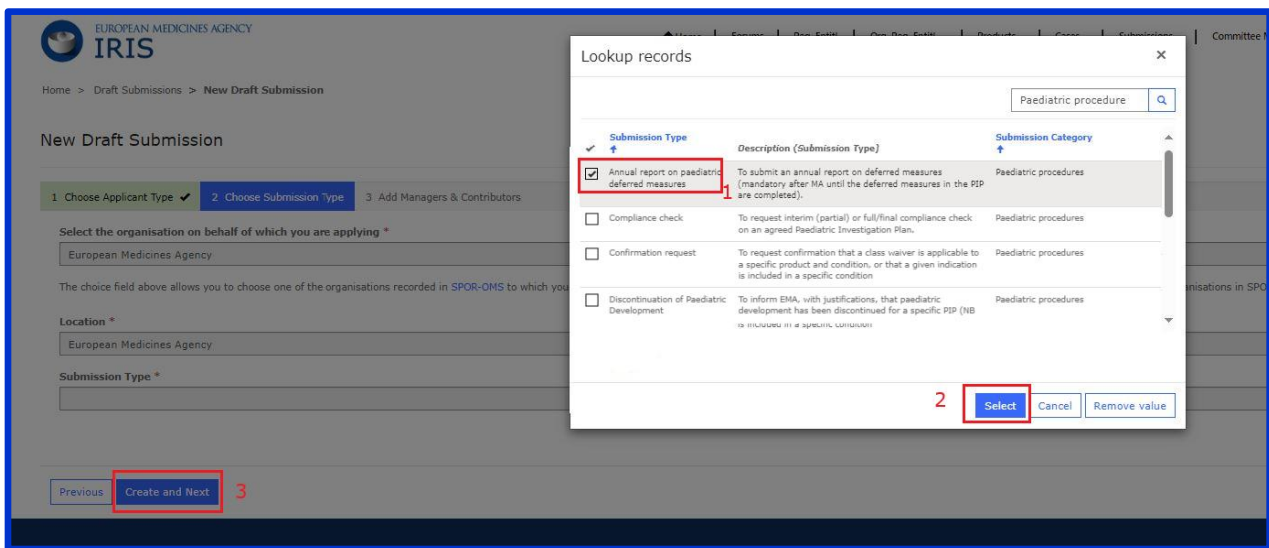 EUROPEAN MEDICINES AGENCY
IRIS
Home > Draft Submissions > New Draft Submission
New Draft Submission
1 Choose Applicant Type ✔ 2 Choose Submission Type 3 Add Managers & Contributors
Select the organisation on behalf of which you are applying *
European Medicines Agency
The choice field above allows you to choose one of the organisations recorded in SPOR-OMS to which you
anisations in SPO
Location *
European Medicines Agency
Submission Type *
Previous
Create and Next
3
Committee M
Lookup records
×
Paediatric procedure
✔ Submission Type ↑ Description (Submission Type) Submission Category ↑
Annual report on paediatric
deferred measures
1
To submit an annual report on deferred measures
(mandatory after MA until the deferred measures in the PIP
are completed).
Paediatric procedures
Compliance check
To request interim (partial) or full/final compliance check
on an agreed Paediatric Investigation Plan.
Paediatric procedures
Confirmation request
To request confirmation that a class waiver is applicable to
a specific product and condition, or that a given indication
is included in a specific condition
Paediatric procedures
Discontinuation of Paediatric
Development
To inform EMA, with justifications, that paediatric
development has been discontinued for a specific PIP (NB
is included in a specific condition
Paediatric procedures
2
Select
Cancel
Remove value